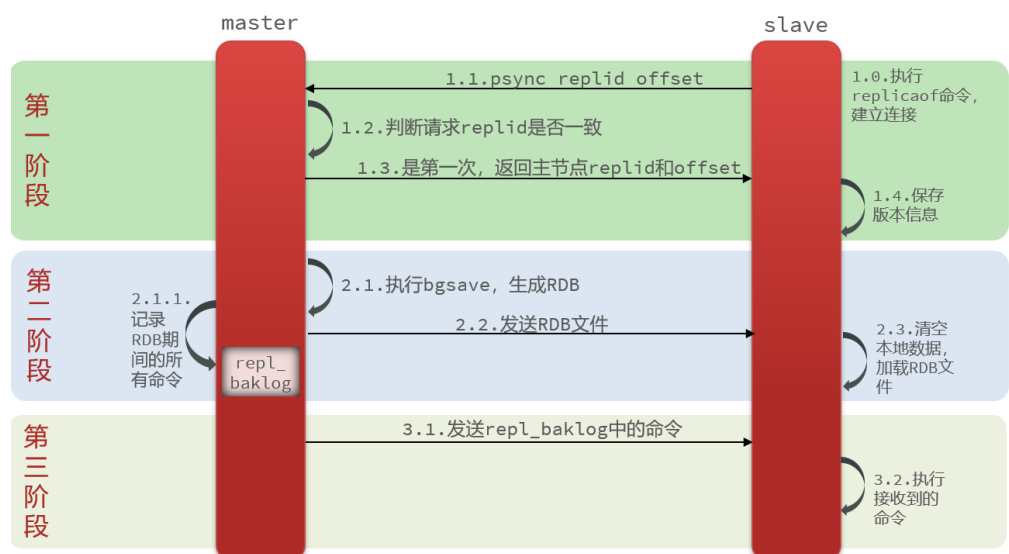 master
slave
第一阶段
1.0.执行
replicaof命令，
建立连接
1.1.psync replid offset
1.2.判断请求replid是否一致
1.3.是第一次，返回主节点replid和offset
1.4.保存
版本信息
第二阶段
2.1.执行bgsave，生成RDB
2.1.1.
记录
RDB期
间的所
有命令
repl_
baklog
2.2.发送RDB文件
2.3.清空
本地数据，
加载RDB文
件
第三阶段
3.1.发送repl_baklog中的命令
3.2.执行
接收到的
命令